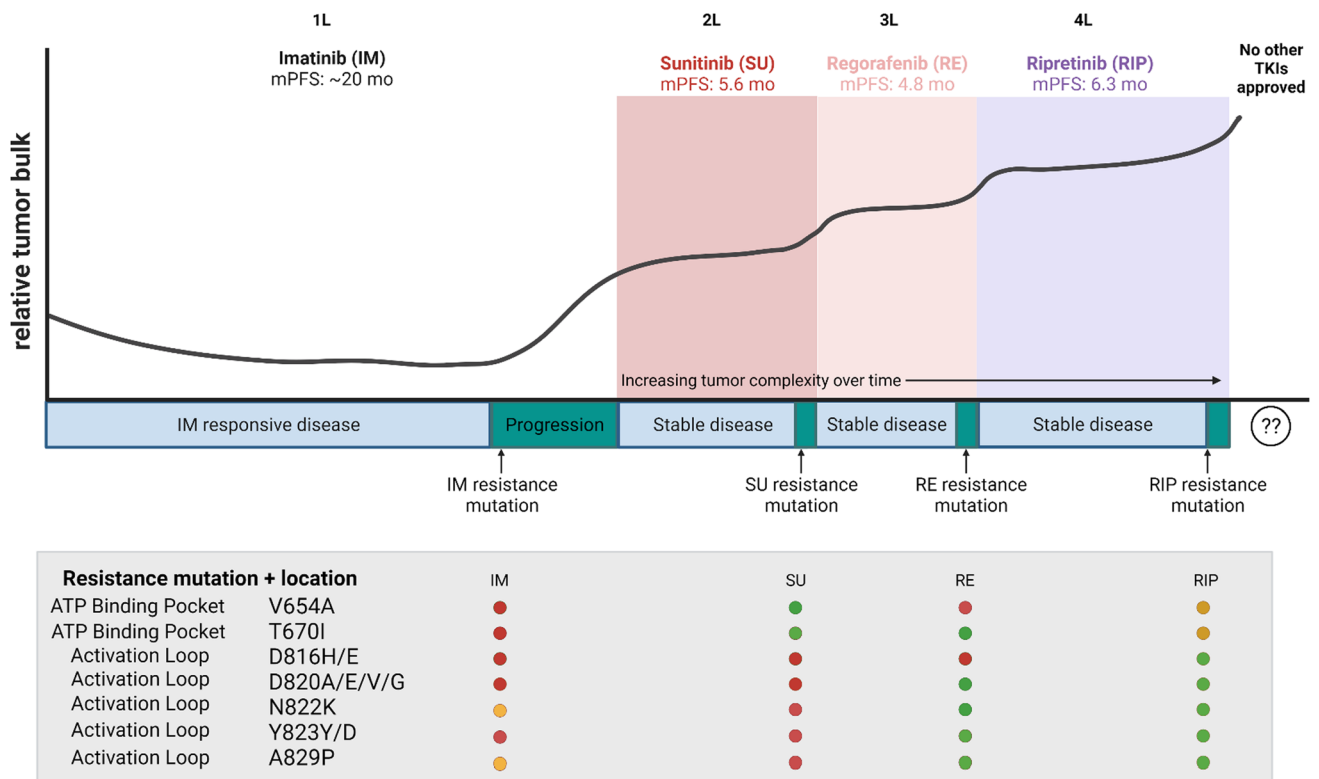 1L
2L
3L
4L
Imatinib (IM)
mPFS: ~20 mo
Sunitinib (SU)
mPFS: 5.6 mo
Regorafenib (RE)
mPFS: 4.8 mo
Ripretinib (RIP)
mPFS: 6.3 mo
No other
TKIs
approved
relative tumor bulk
Increasing tumor complexity over time
IM responsive disease
Progression
Stable disease
Stable disease
Stable disease
??
IM resistance
mutation
SU resistance
mutation
RE resistance
mutation
RIP resistance
mutation
Resistance mutation + location IM SU RE RIP
ATP Binding Pocket V654A
ATP Binding Pocket T670I
Activation Loop D816H/E
Activation Loop D820A/E/V/G
Activation Loop N822K
Activation Loop Y823Y/D
Activation Loop A829P